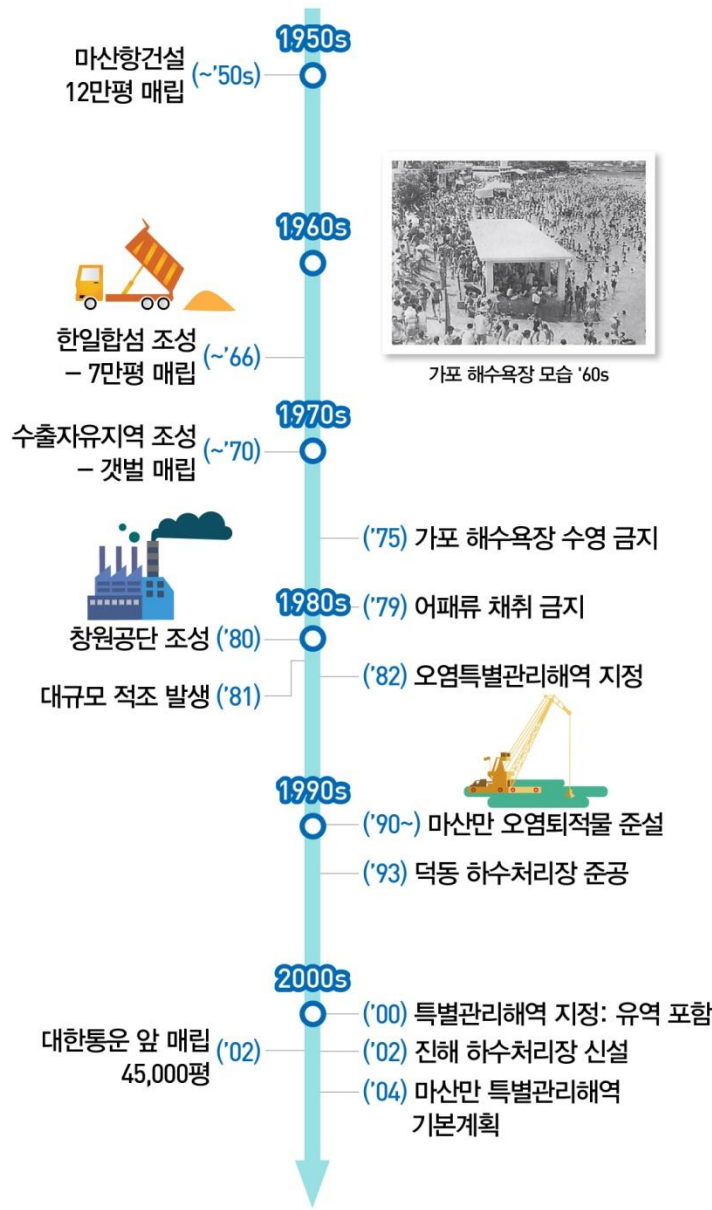 1950s
마산항건설
12만평 매립
(~'50s)
1960s
가포 해수욕장 모습 '60s
한일합섬 조성
– 7만평 매립
(~'66)
1970s
수출자유지역 조성
– 갯벌 매립
(~'70)
('75) 가포 해수욕장 수영 금지
1980s
('79) 어패류 채취 금지
창원공단 조성 ('80)
대규모 적조 발생 ('81)
('82) 오염특별관리해역 지정
1990s
('90~) 마산만 오염퇴적물 준설
('93) 덕동 하수처리장 준공
2000s
('00) 특별관리해역 지정: 유역 포함
대한통운 앞 매립
45,000평
('02)
('02) 진해 하수처리장 신설
('04) 마산만 특별관리해역
기본계획